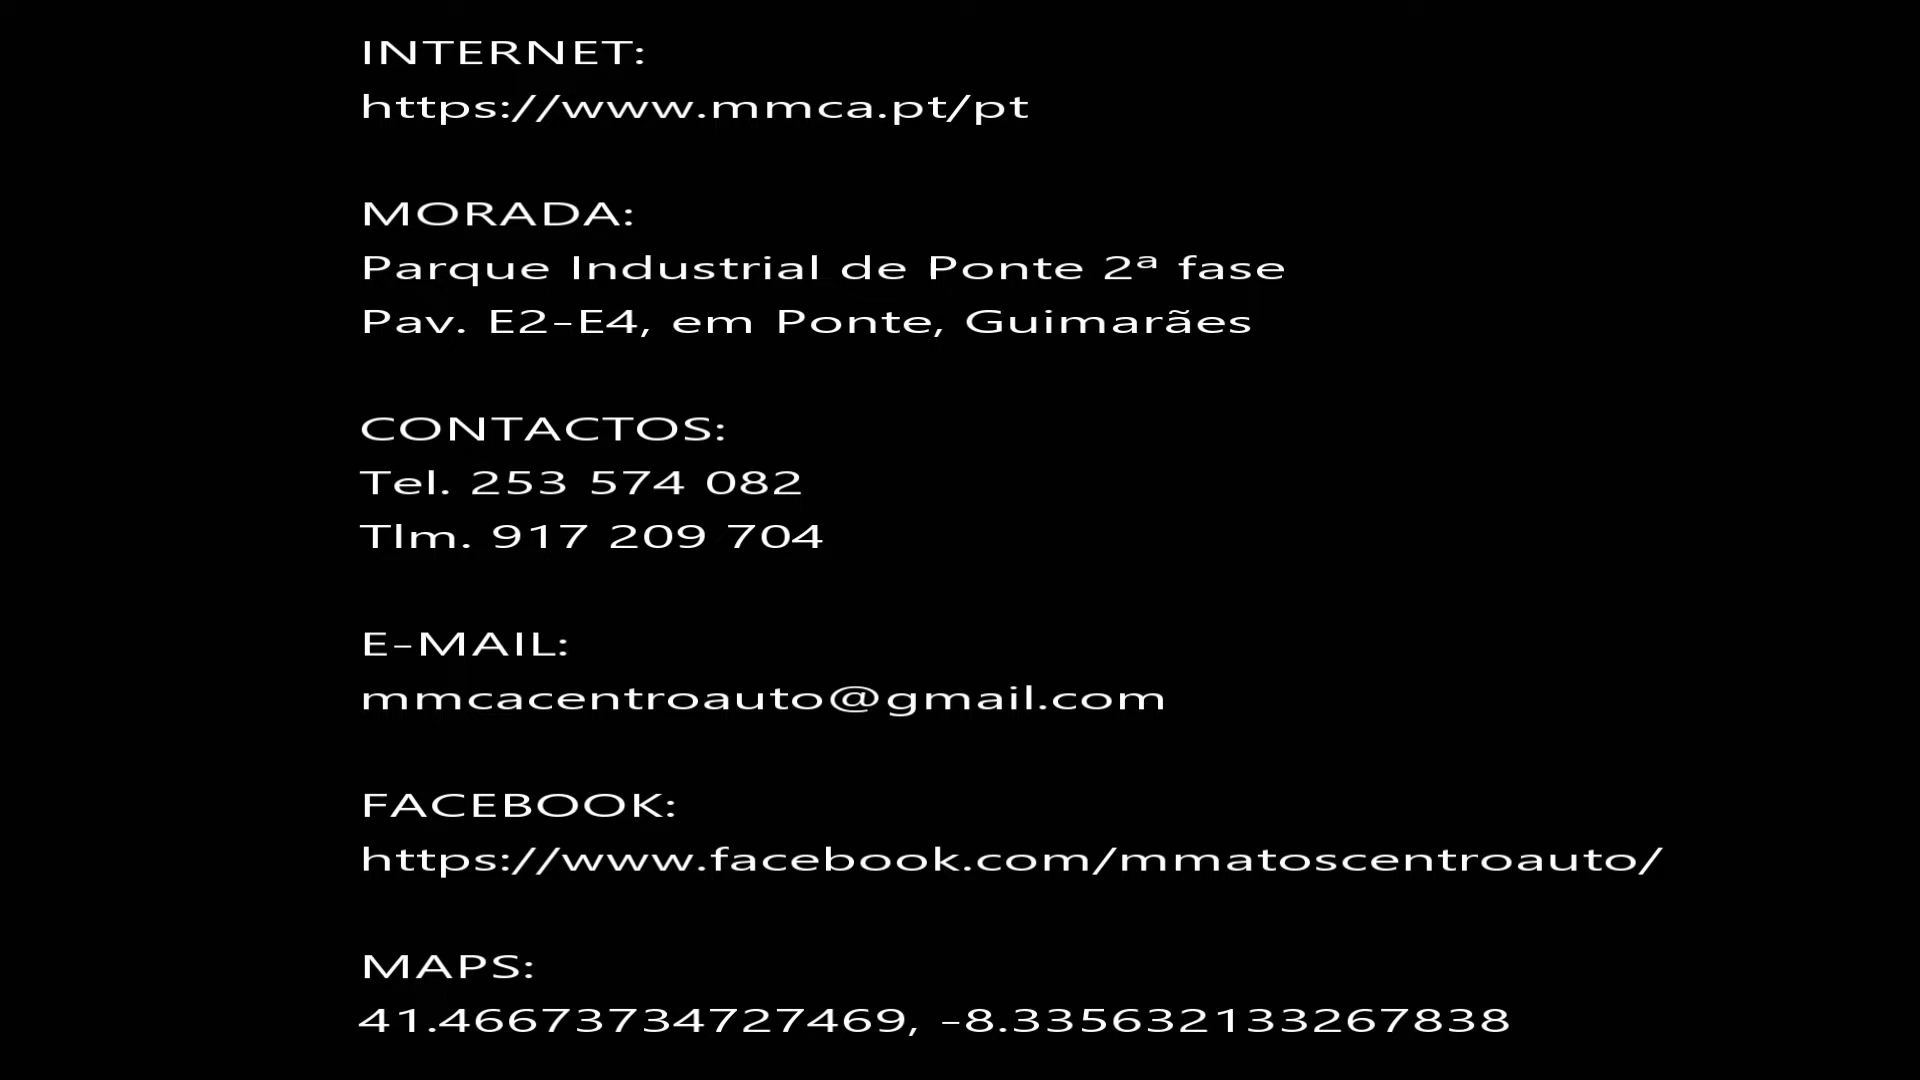 INTERNET:
https://www.mmca.pt/pt
MORADA:
Parque Industrial de Ponte 2ª fase
Pav. E2-E4, em Ponte, Guimarães
CONTACTOS:
Tel. 253 574 082
Tlm. 917 209 704
E-MAIL:
mmcacentroauto@gmail.com
FACEBOOK:
https://www.facebook.com/mmatoscentroauto/
MAPS:
41.46673734727469, -8.335632133267838